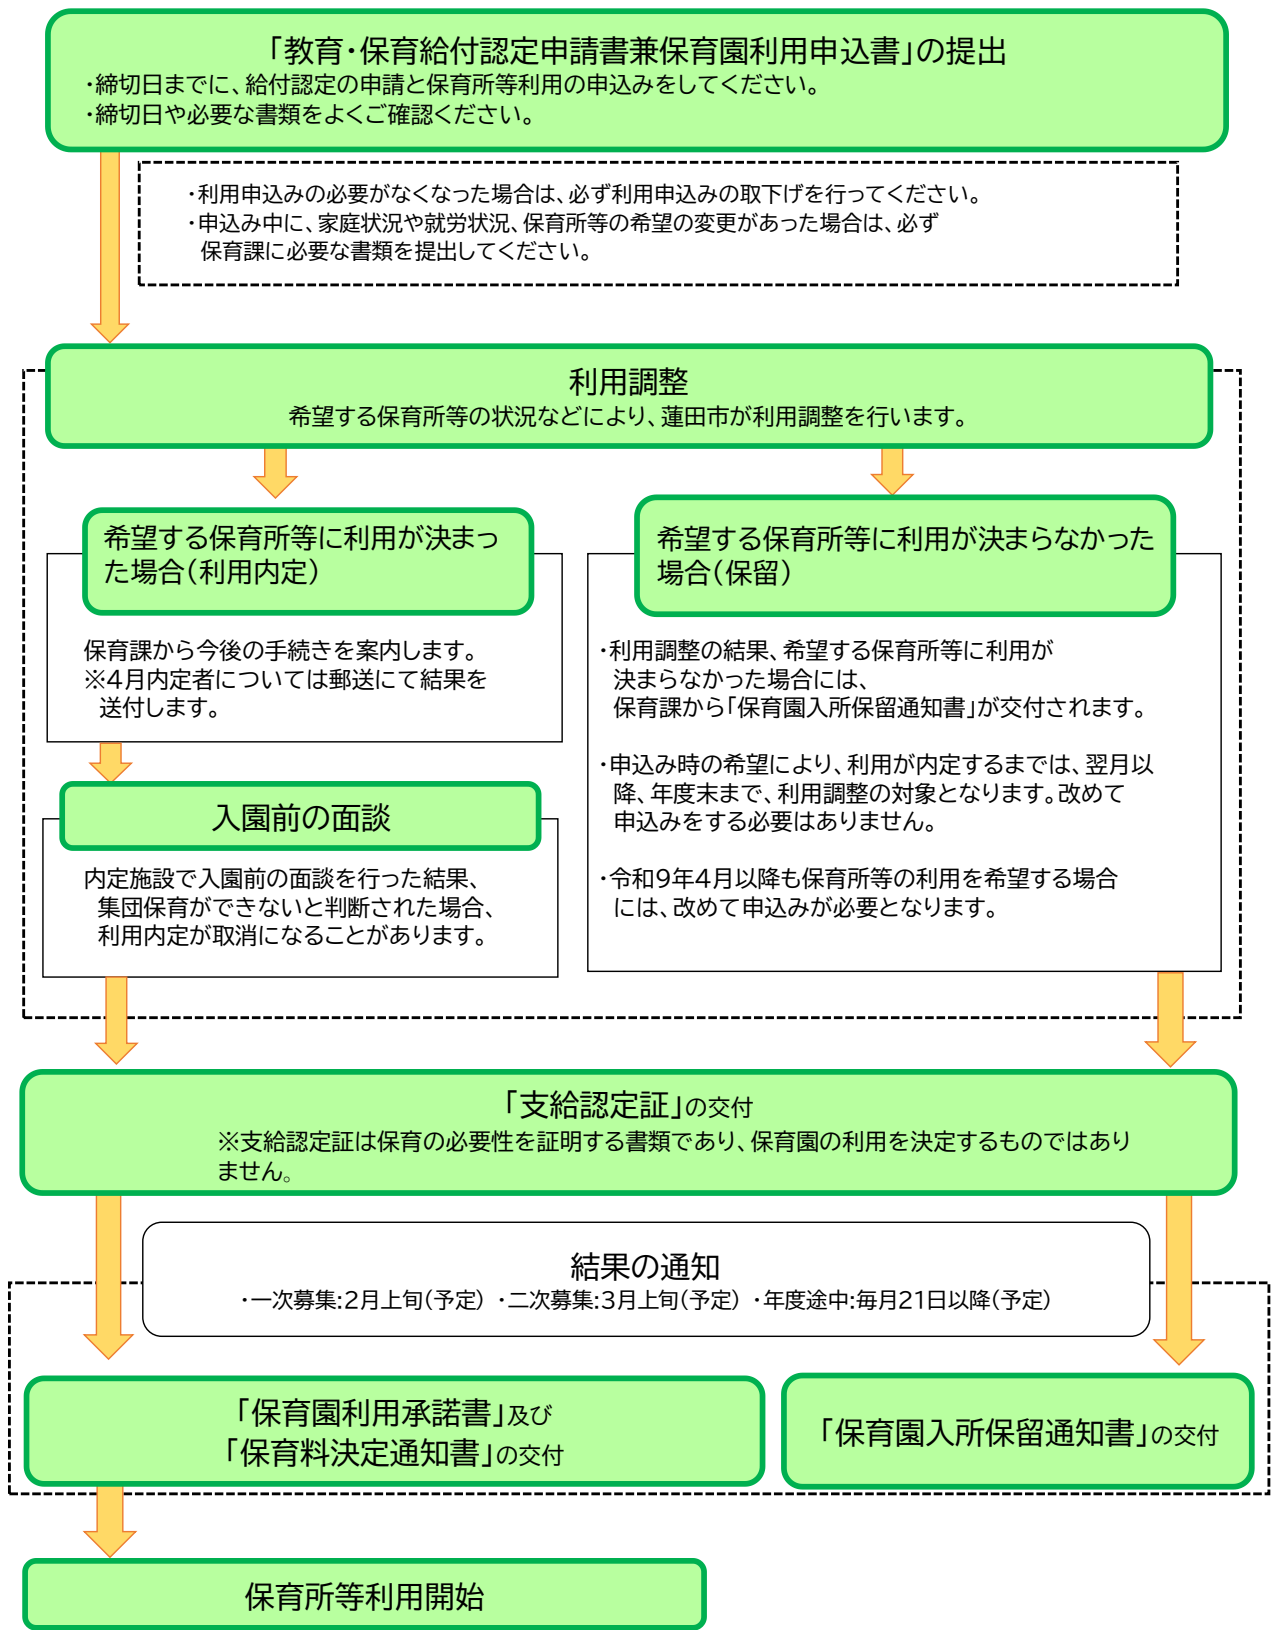 「教育・保育給付認定申請書兼保育園利用申込書」の提出
・締切日までに、給付認定の申請と保育所等利用の申込みをしてください。
・締切日や必要な書類をよくご確認ください。
・利用申込みの必要がなくなった場合は、必ず利用申込みの取下げを行ってください。
・申込み中に、家庭状況や就労状況、保育所等の希望の変更があった場合は、必ず
保育課に必要な書類を提出してください。
利用調整
希望する保育所等の状況などにより、蓮田市が利用調整を行います。
希望する保育所等に利用が決まっ
た場合(利用内定)
保育課から今後の手続きを案内します。
※4月内定者については郵送にて結果を
送付します。
入園前の面談
内定施設で入園前の面談を行った結果、
集団保育ができないと判断された場合、
利用内定が取消になることがあります。
希望する保育所等に利用が決まらなかった
場合(保留)
・利用調整の結果、希望する保育所等に利用が
決まらなかった場合には、
保育課から「保育園入所保留通知書」が交付されます。
・申込み時の希望により、利用が内定するまでは、翌月以
降、年度末まで、利用調整の対象となります。改めて
申込みをする必要はありません。
・令和9年4月以降も保育所等の利用を希望する場合
には、改めて申込みが必要となります。
「支給認定証」の交付
※支給認定証は保育の必要性を証明する書類であり、保育園の利用を決定するものではあり
ません。
結果の通知
・一次募集:2月上旬(予定) ・二次募集:3月上旬(予定) ・年度途中:毎月21日以降(予定)
「保育園利用承諾書」及び
「保育料決定通知書」の交付
「保育園入所保留通知書」の交付
保育所等利用開始